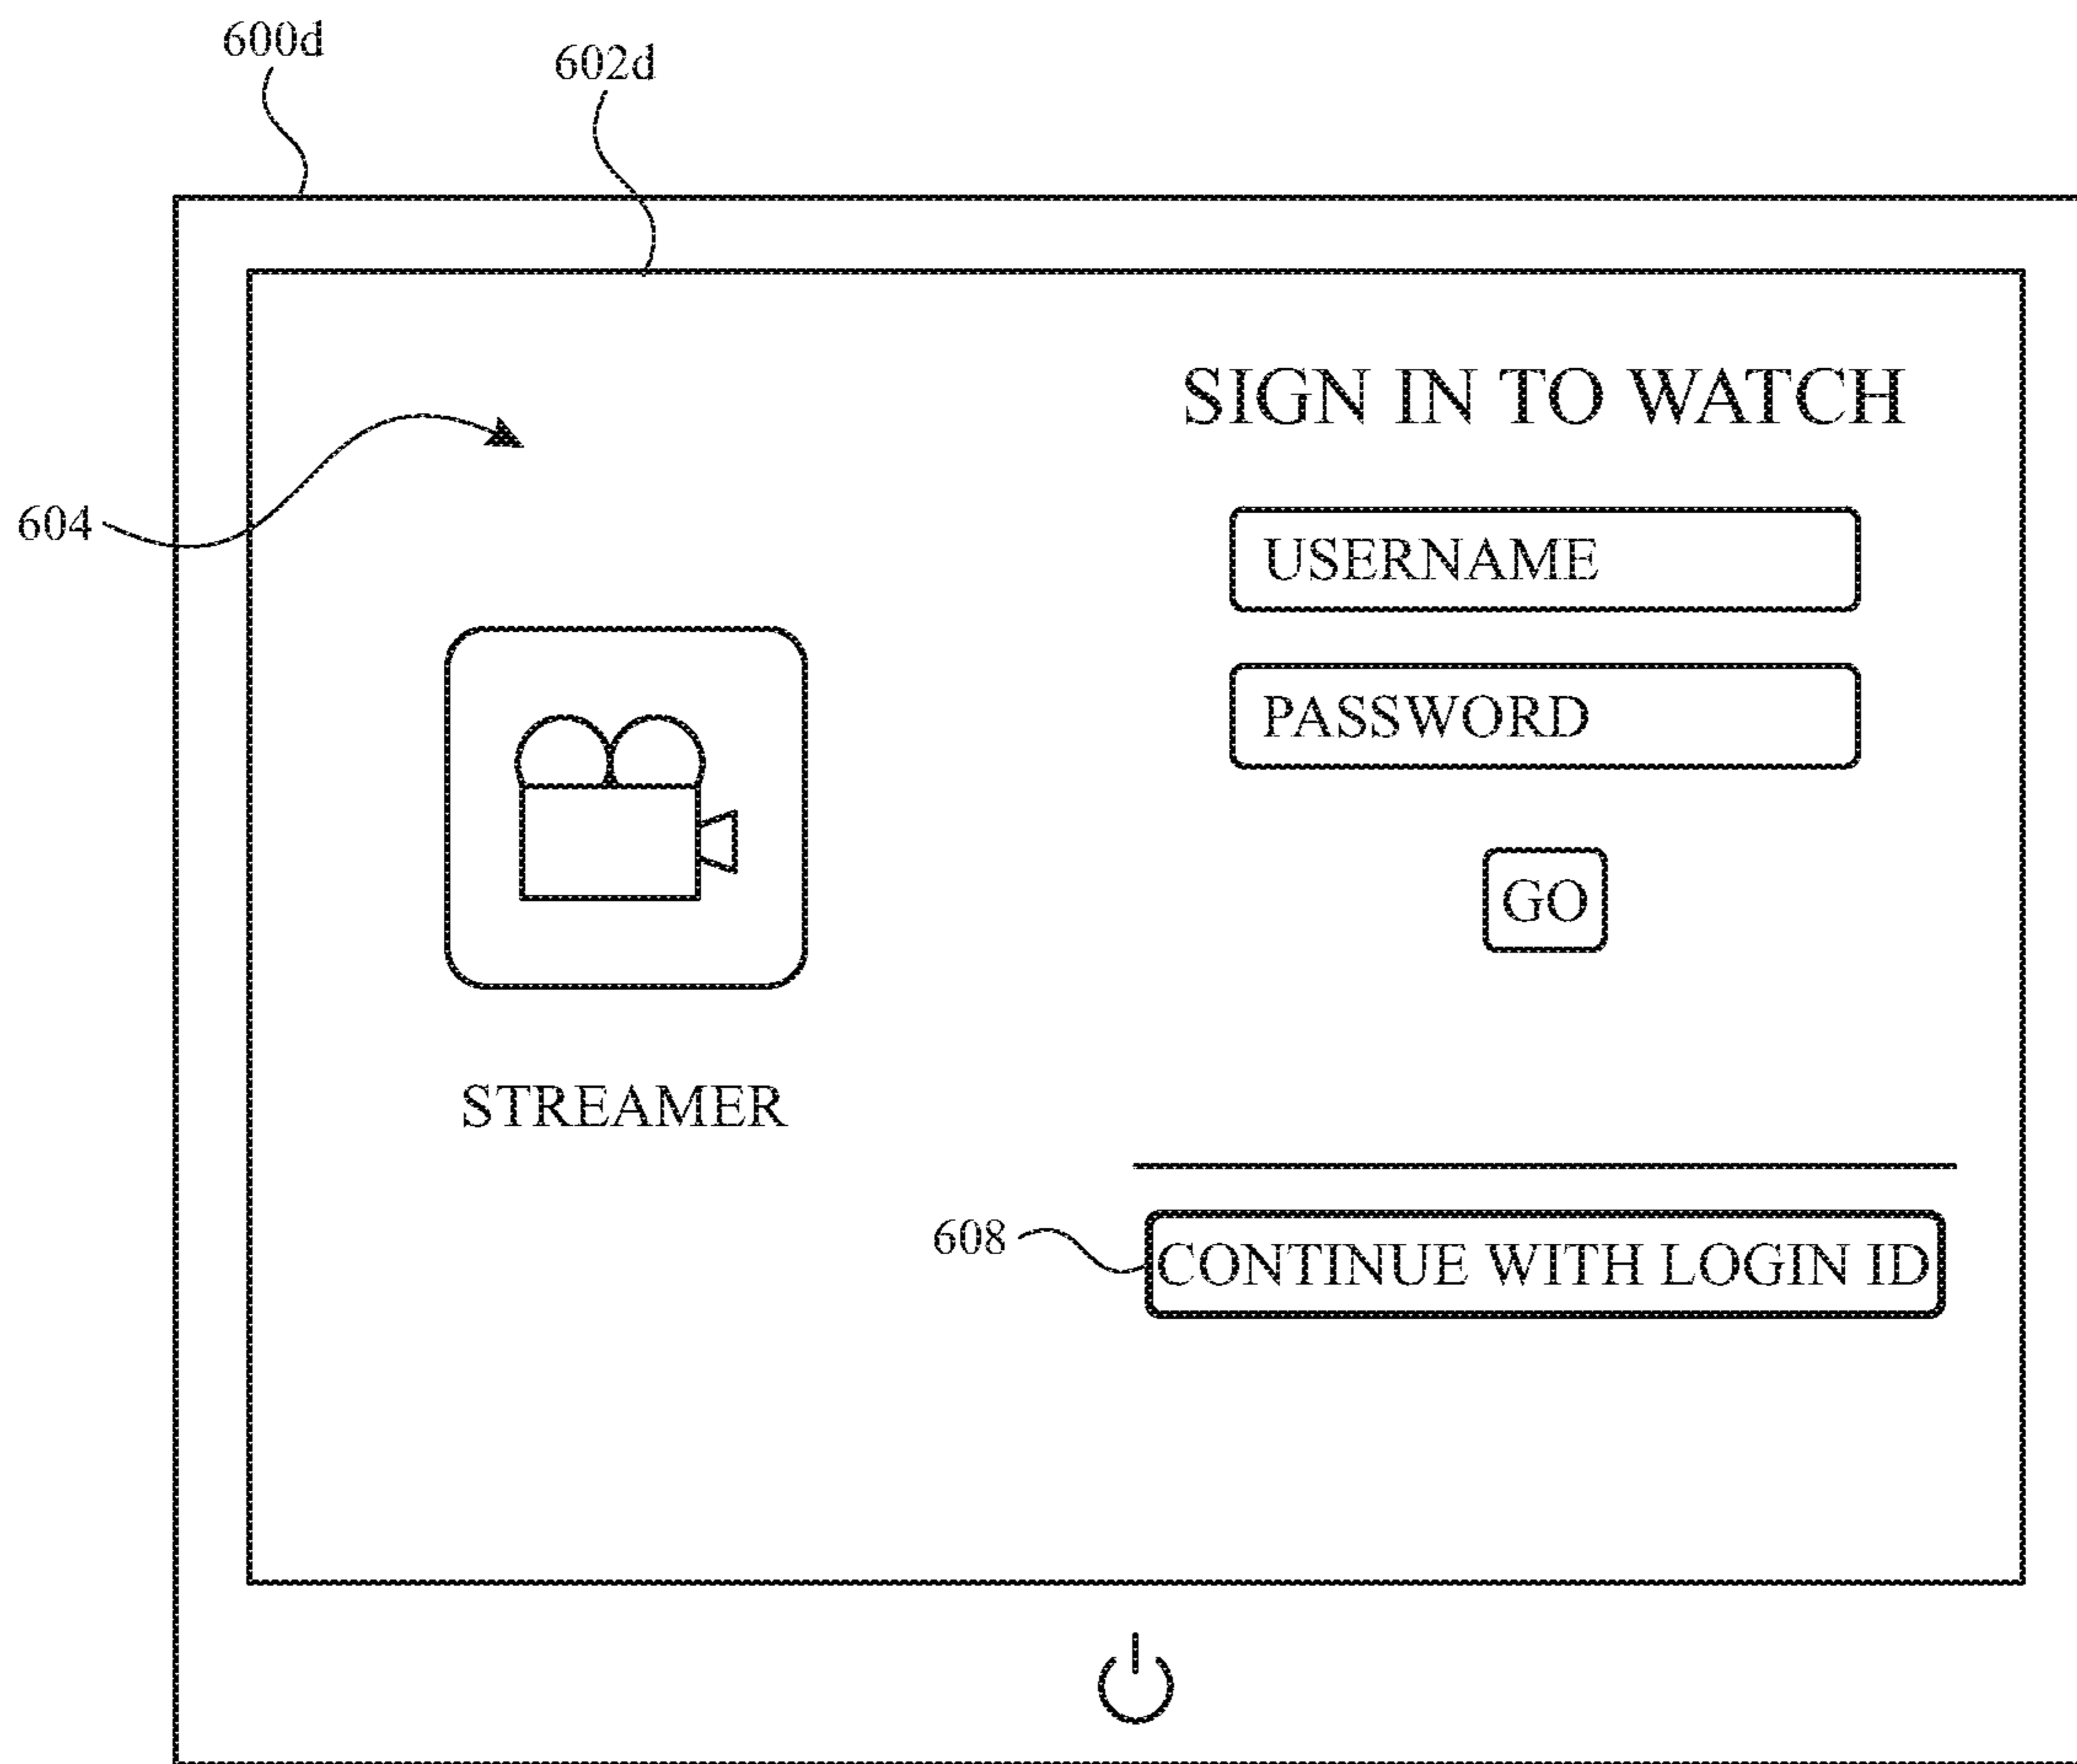 600d
602d
604
SIGN IN TO WATCH
USERNAME
PASSWORD
GO
STREAMER
608
CONTINUE WITH LOGIN ID